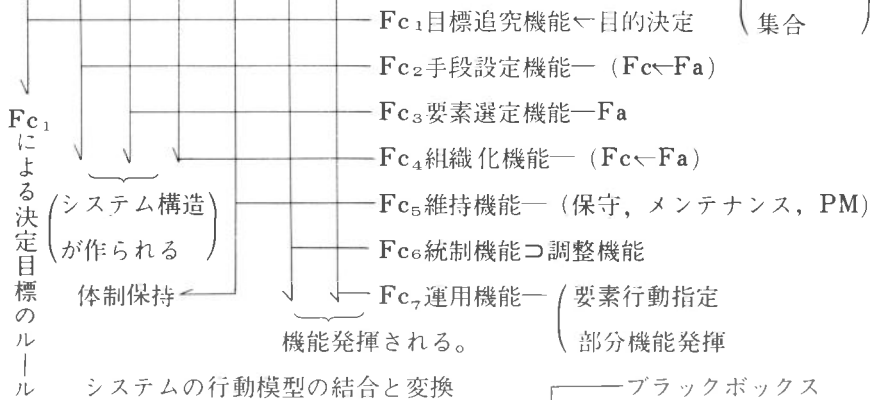 Fc₁目標追究機能←目的決定
集合
Fc₂手段設定機能―(Fc←Fa)
Fc₃要素選定機能―Fa
Fc₄組織化機能―(Fc←Fa)
Fc₅維持機能―(保守,メンテナンス,PM)
Fc₆統制機能⊃調整機能
Fc₇運用機能―(要素行動指定
部分機能発揮
Fc₁による決定目標のルール
(システム構造
が作られる)
体制保持
機能発揮される。
システムの行動模型の結合と変換
ブラックボックス